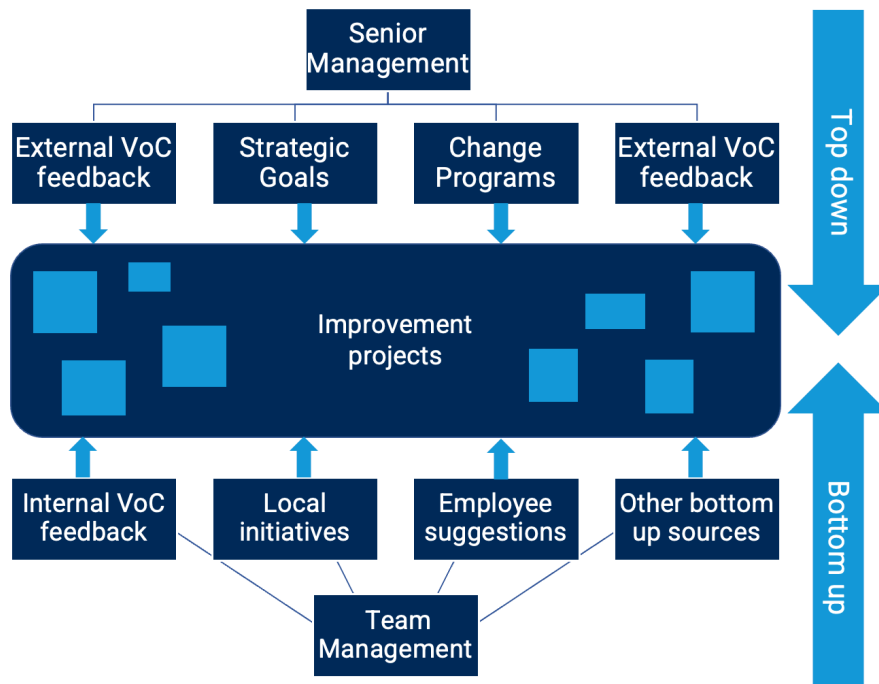 Senior
Management
External VoC
feedback
Strategic
Goals
Change
Programs
External VoC
feedback
Top down
Improvement
projects
Internal VoC
feedback
Local
initiatives
Employee
suggestions
Other bottom
up sources
Bottom up
Team
Management